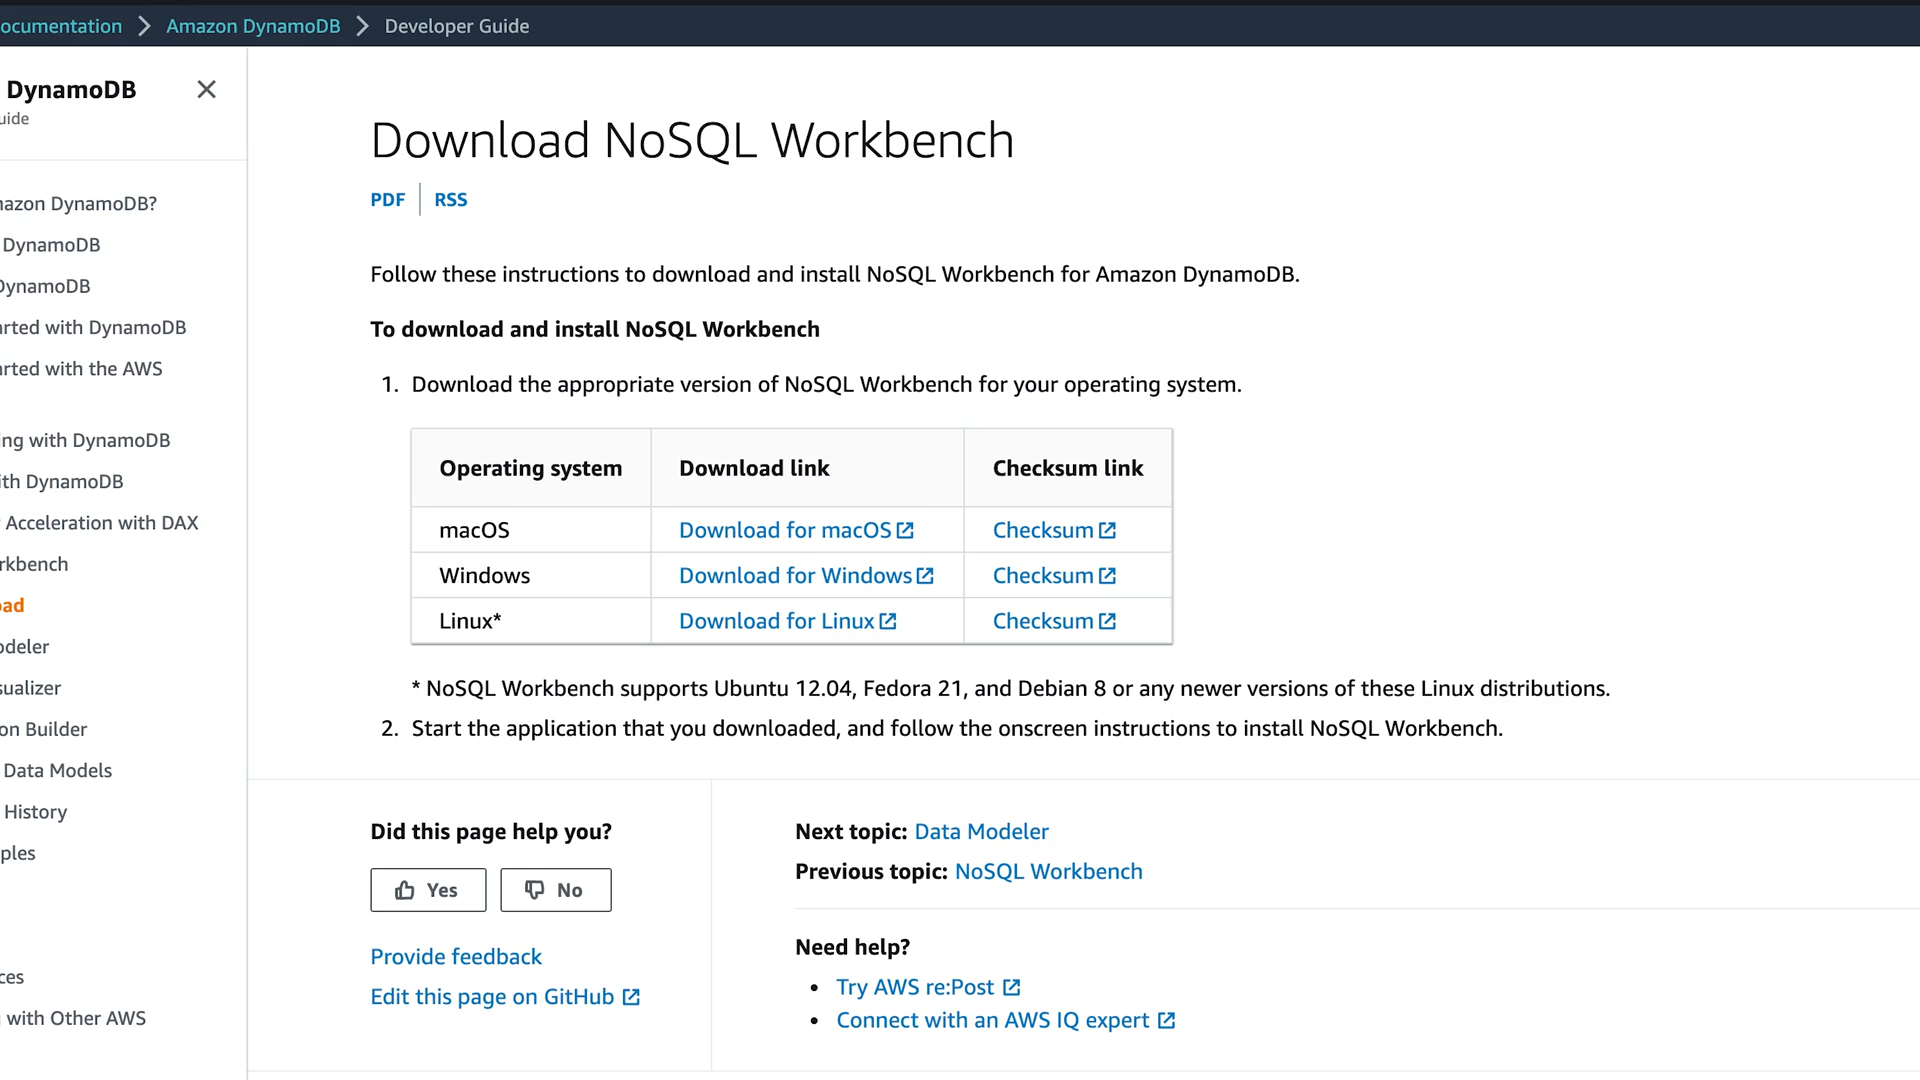 ocumentation > Amazon DynamoDB > Developer Guide
DynamoDB
uide
mazon DynamoDB?
DynamoDB
DynamoDB
arted with DynamoDB
arted with the AWS
ing with DynamoDB
ith DynamoDB
Acceleration with DAX
rkbench
oad
odeler
sualizer
on Builder
Data Models
History
ples
ces
with Other AWS
Download NoSQL Workbench
PDF | RSS
Follow these instructions to download and install NoSQL Workbench for Amazon DynamoDB.
To download and install NoSQL Workbench
1. Download the appropriate version of NoSQL Workbench for your operating system.
Operating system Download link Checksum link
macOS Download for macOS Checksum
Windows Download for Windows Checksum
Linux* Download for Linux Checksum
* NoSQL Workbench supports Ubuntu 12.04, Fedora 21, and Debian 8 or any newer versions of these Linux distributions.
2. Start the application that you downloaded, and follow the onscreen instructions to install NoSQL Workbench.
Did this page help you?
Yes No
Provide feedback
Edit this page on GitHub
Next topic: Data Modeler
Previous topic: NoSQL Workbench
Need help?
• Try AWS re:Post
• Connect with an AWS IQ expert